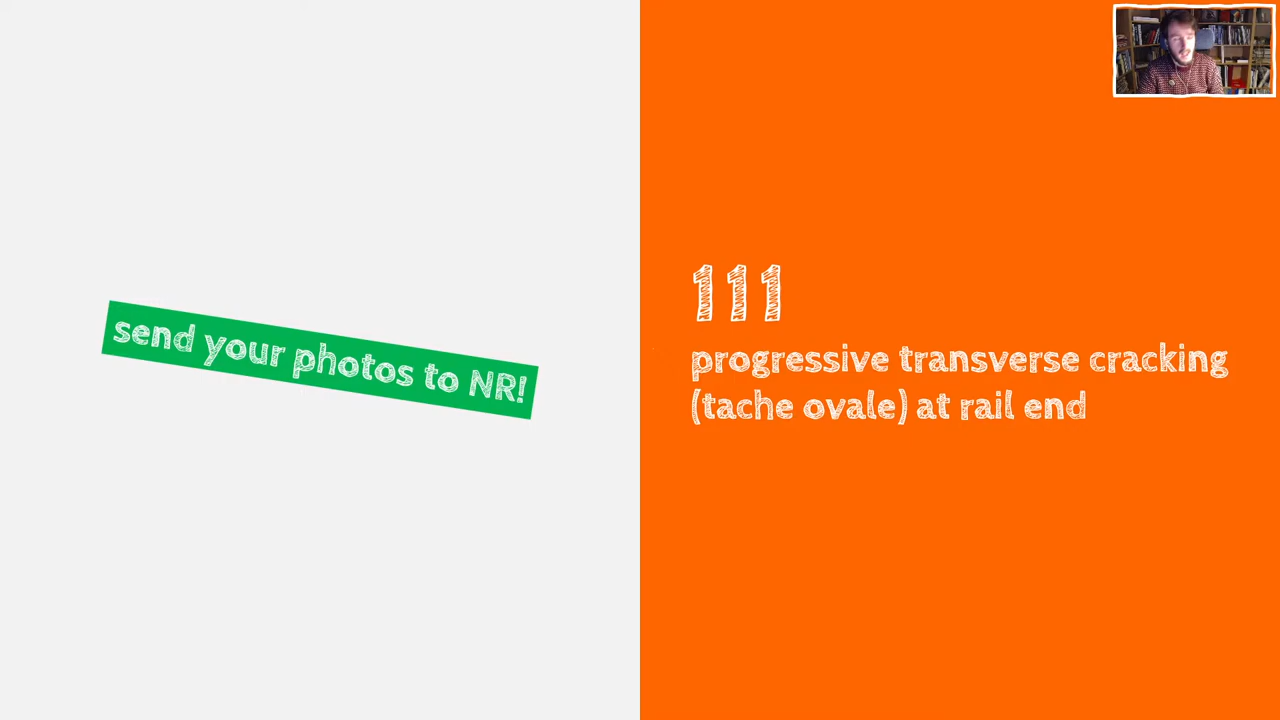 send your photos to NR!
111
progressive transverse cracking
(tache ovale) at rail end